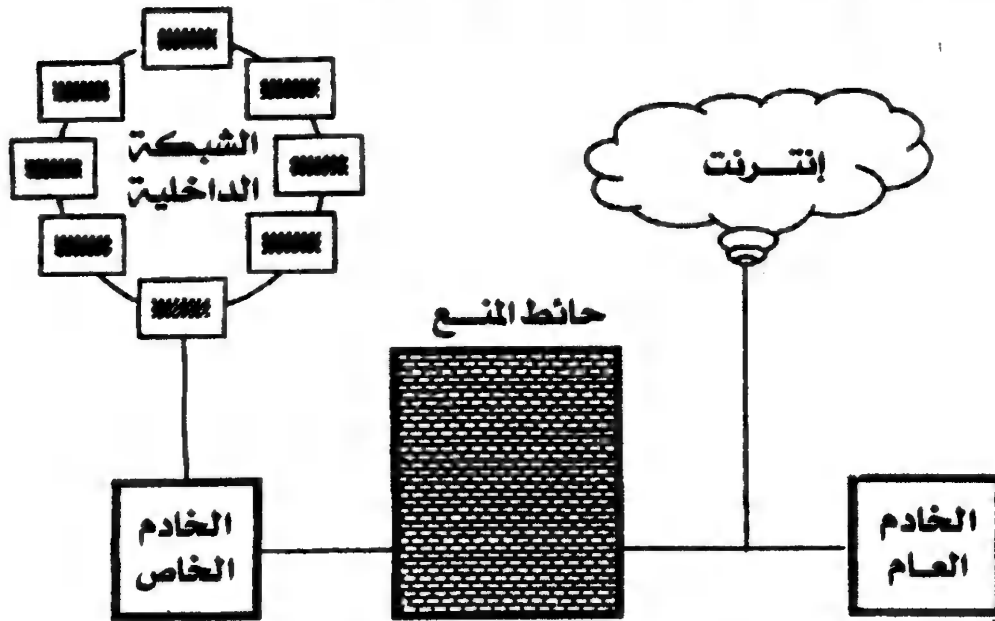 الشبكة
الداخلية
إنترنت
حائط المنع
الخادم
الخاص
الخادم
العام